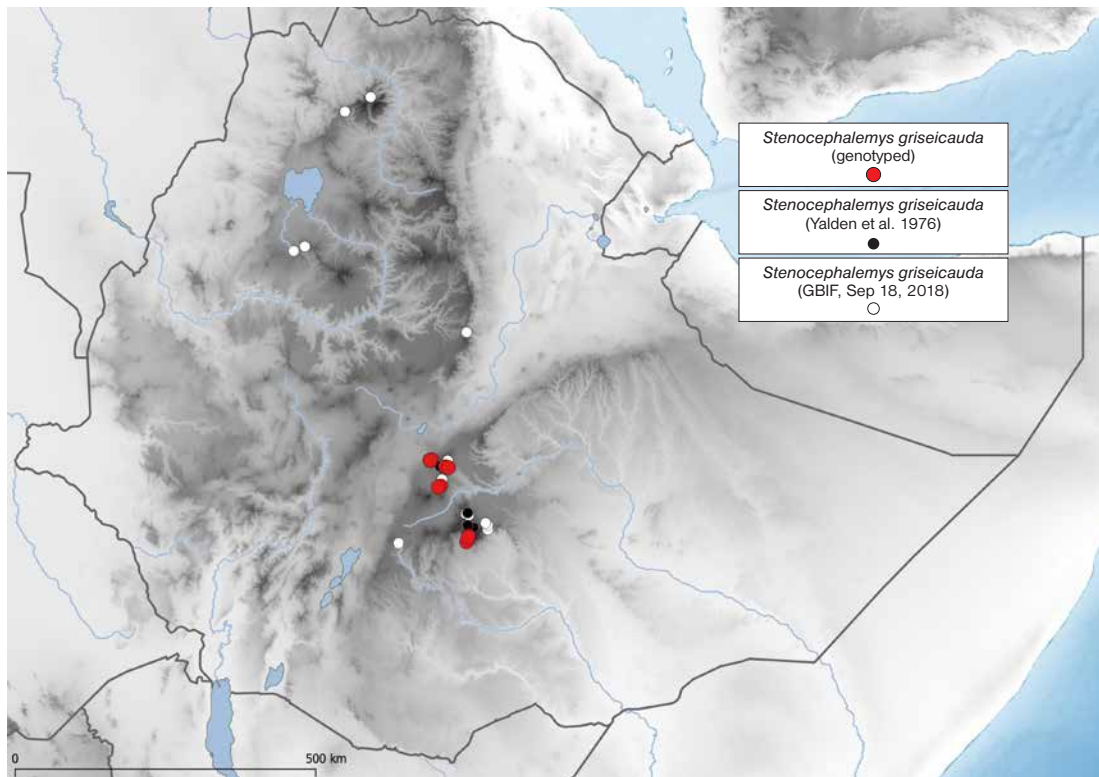 Stenocephalemys griseicauda
(genotyped)
Stenocephalemys griseicauda
(Yalden et al. 1976)
Stenocephalemys griseicauda
(GBIF, Sep 18, 2018)
0
500 km